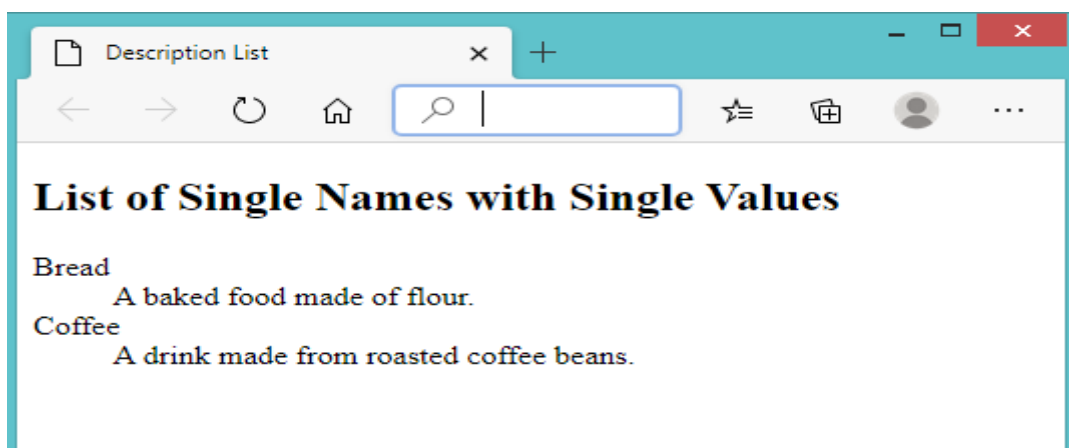 Description List
List of Single Names with Single Values
Bread
A baked food made of flour.
Coffee
A drink made from roasted coffee beans.